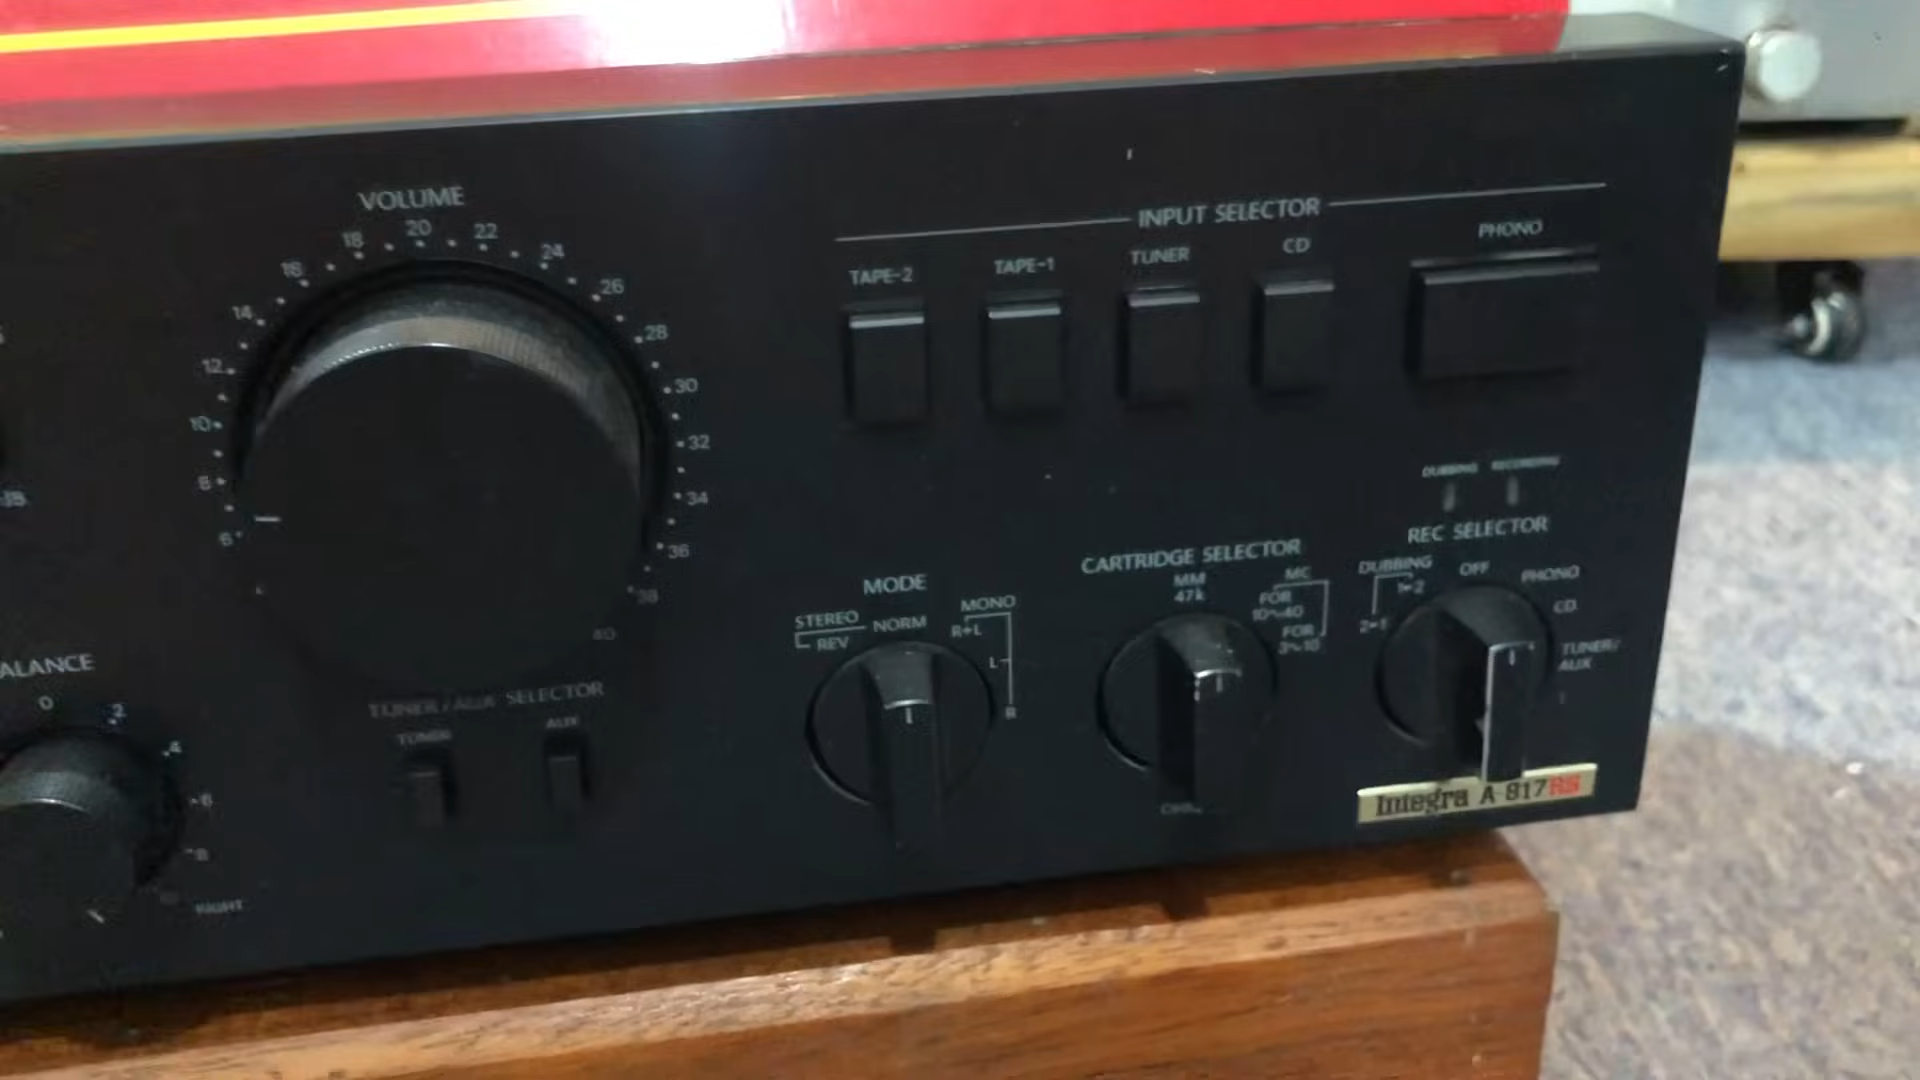 VOLUME
18 20 22 24
18 26
14 28
12 30
10 32
8 34
6 36
38
40
INPUT SELECTOR
TAPE-2 TAPE-1 TUNER CD PHONO
DUBBING RECORDING
REC SELECTOR
DUBBING OFF PHONO
1►2 CD
2►1 TUNER/
AUX
CARTRIDGE SELECTOR
MM MC
47k FOR
10~40
FOR
3~10
MODE
STEREO NORM MONO
REV R+L
L
R
ALANCE
0 2
4
6
8
RIGHT
TUNER/AUX SELECTOR
TUNER AUX
Integra A-817RS